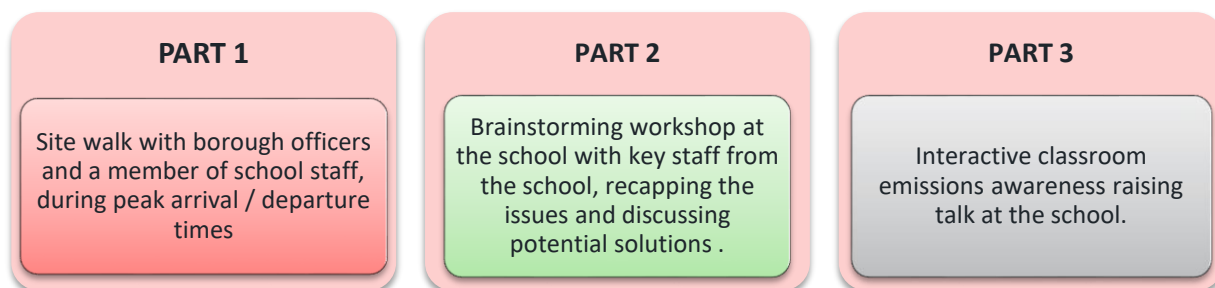 PART 1
Site walk with borough officers
and a member of school staff,
during peak arrival / departure
times
PART 2
Brainstorming workshop at
the school with key staff from
the school, recapping the
issues and discussing
potential solutions .
PART 3
Interactive classroom
emissions awareness raising
talk at the school.